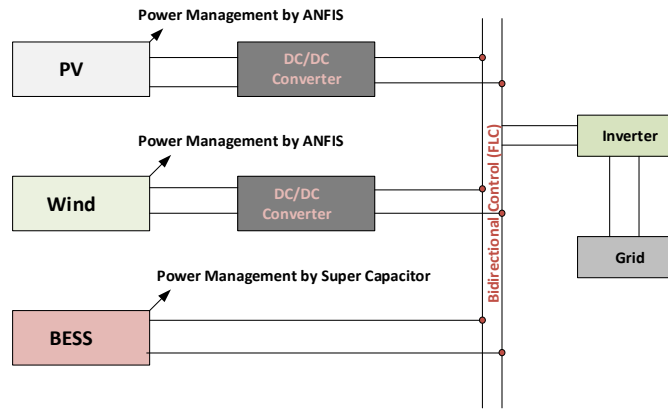 Power Management by ANFIS
PV
DC/DC
Converter
Power Management by ANFIS
Wind
DC/DC
Converter
Power Management by Super Capacitor
BESS
Bidirectional Control (FLC)
Inverter
Grid